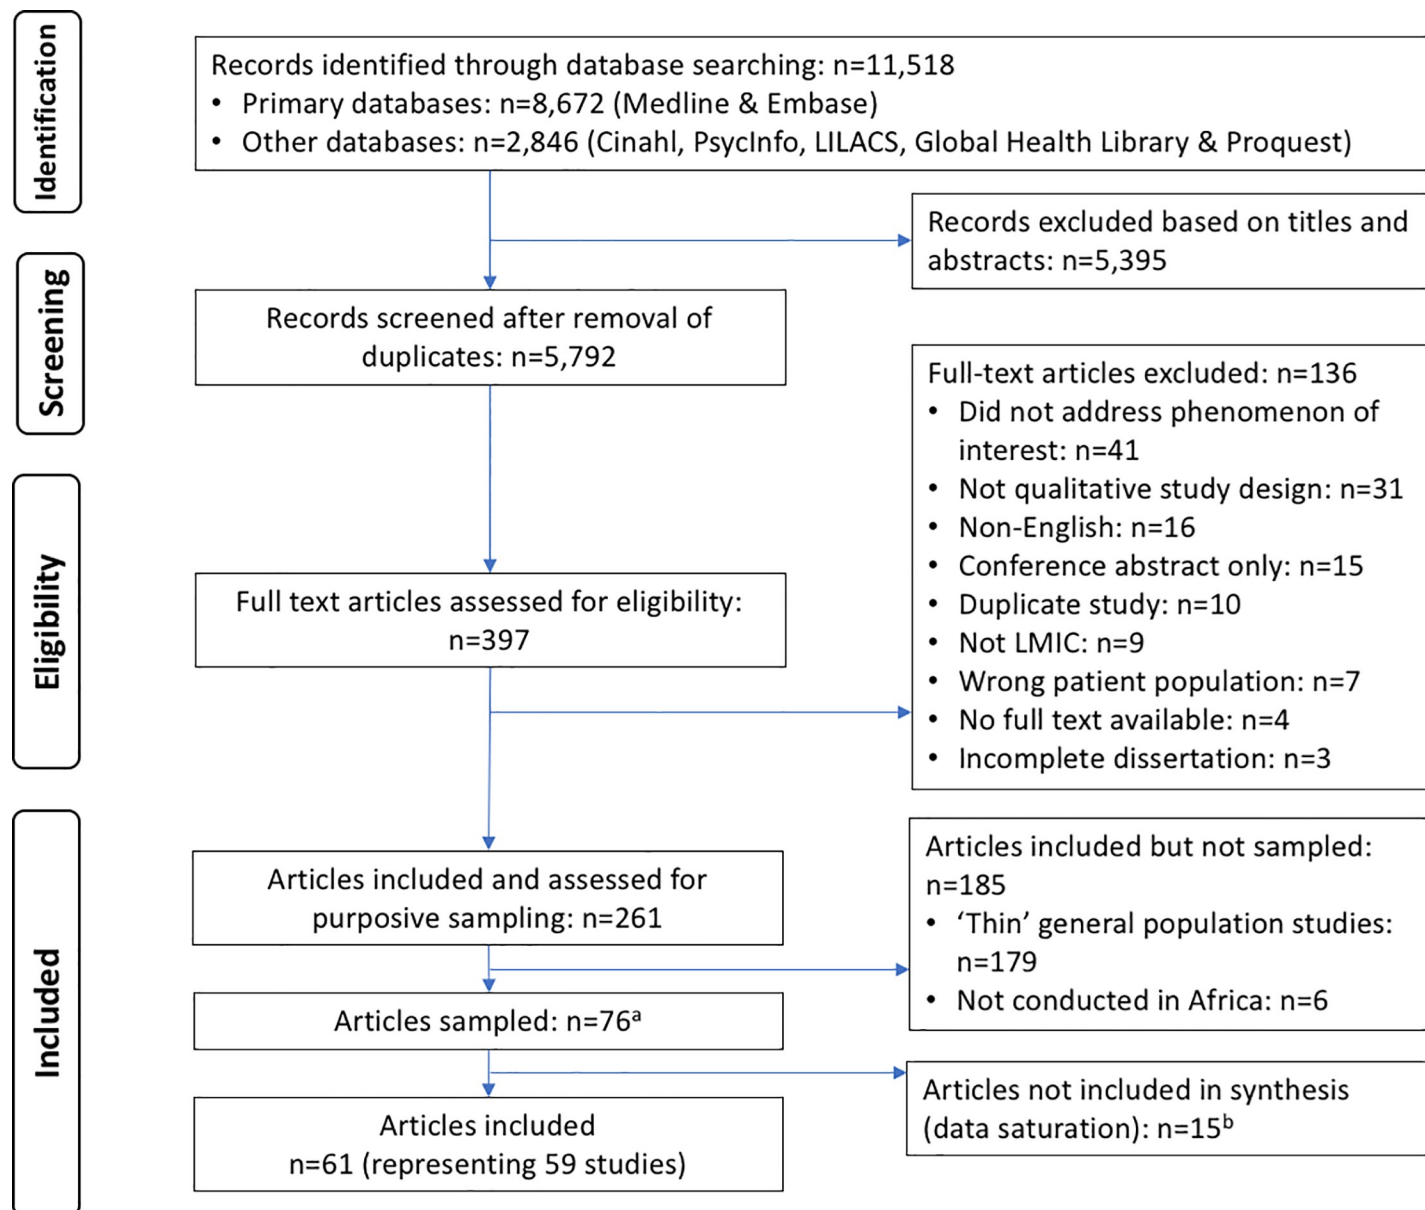 Identification
Records identified through database searching: n=11,518
• Primary databases: n=8,672 (Medline & Embase)
• Other databases: n=2,846 (Cinahl, PsycInfo, LILACS, Global Health Library & Proquest)
Records excluded based on titles and
abstracts: n=5,395
Screening
Records screened after removal of
duplicates: n=5,792
Full-text articles excluded: n=136
• Did not address phenomenon of
interest: n=41
• Not qualitative study design: n=31
• Non-English: n=16
• Conference abstract only: n=15
• Duplicate study: n=10
• Not LMIC: n=9
• Wrong patient population: n=7
• No full text available: n=4
• Incomplete dissertation: n=3
Eligibility
Full text articles assessed for eligibility:
n=397
Included
Articles included and assessed for
purposive sampling: n=261
Articles included but not sampled:
n=185
• ‘Thin’ general population studies:
n=179
• Not conducted in Africa: n=6
Articles sampled: n=76ᵃ
Articles not included in synthesis
(data saturation): n=15ᵇ
Articles included
n=61 (representing 59 studies)